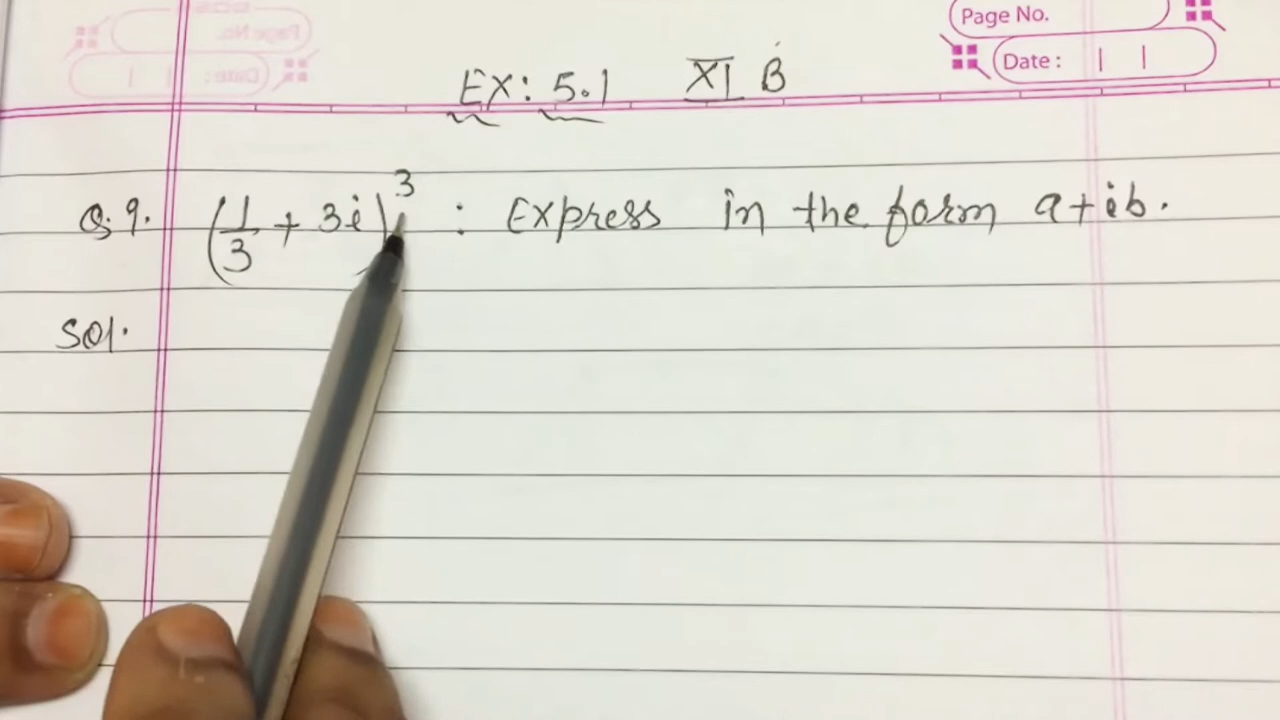 Page No.
Date :
EX: 5.1 XI B
Q.9. (1/3 + 3i)³ : Express in the form a+ib.
Sol.